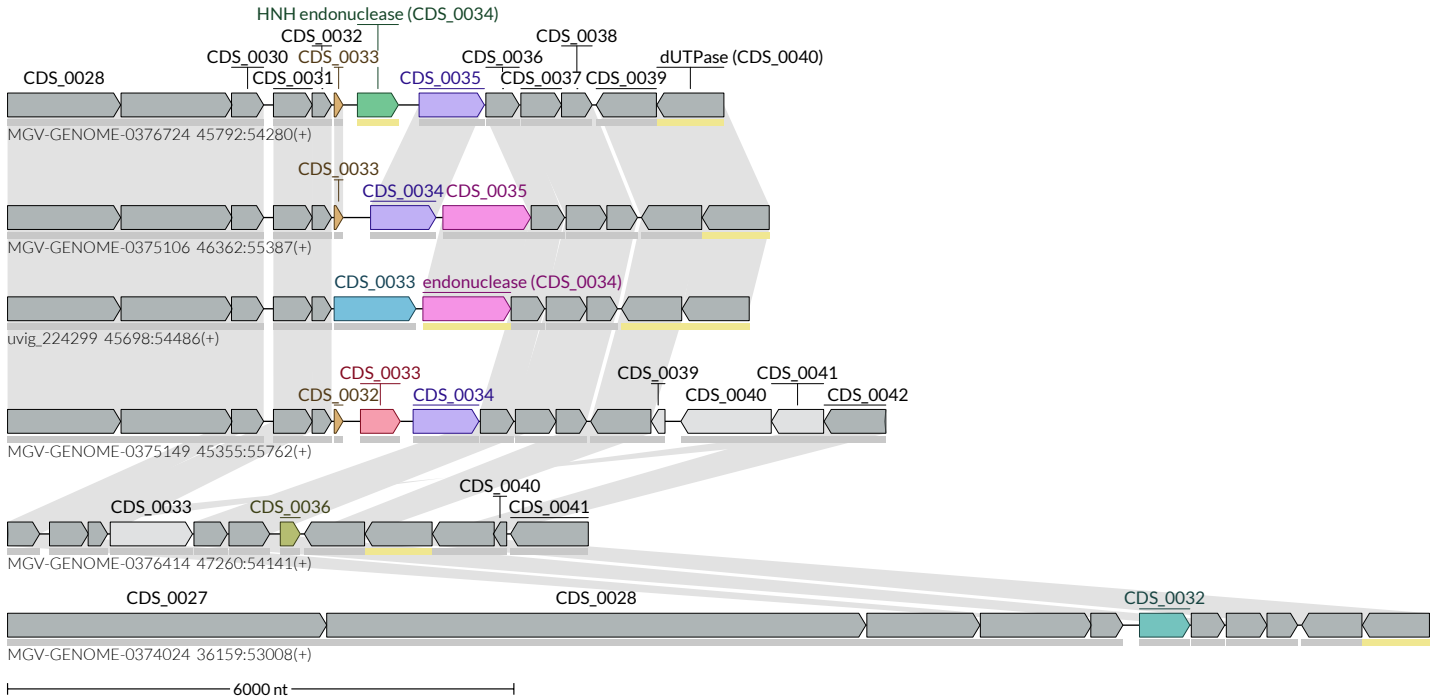 HNH endonuclease (CDS_0034)
CDS_0032 CDS_0038
CDS_0030 CDS_0033 CDS_0036 dUTPase (CDS_0040)
CDS_0028 CDS_0031 CDS_0035 CDS_0037 CDS_0039
MGV-GENOME-0376724 45792:54280(+)
CDS_0033
CDS_0034 CDS_0035
MGV-GENOME-0375106 46362:55387(+)
CDS_0033 endonuclease (CDS_0034)
uvig_224299 45698:54486(+)
CDS_0033 CDS_0039 CDS_0041
CDS_0032 CDS_0034 CDS_0040 CDS_0042
MGV-GENOME-0375149 45355:55762(+)
CDS_0040
CDS_0033 CDS_0036 CDS_0041
MGV-GENOME-0376414 47260:54141(+)
CDS_0027 CDS_0028 CDS_0032
MGV-GENOME-0374024 36159:53008(+)
6000 nt